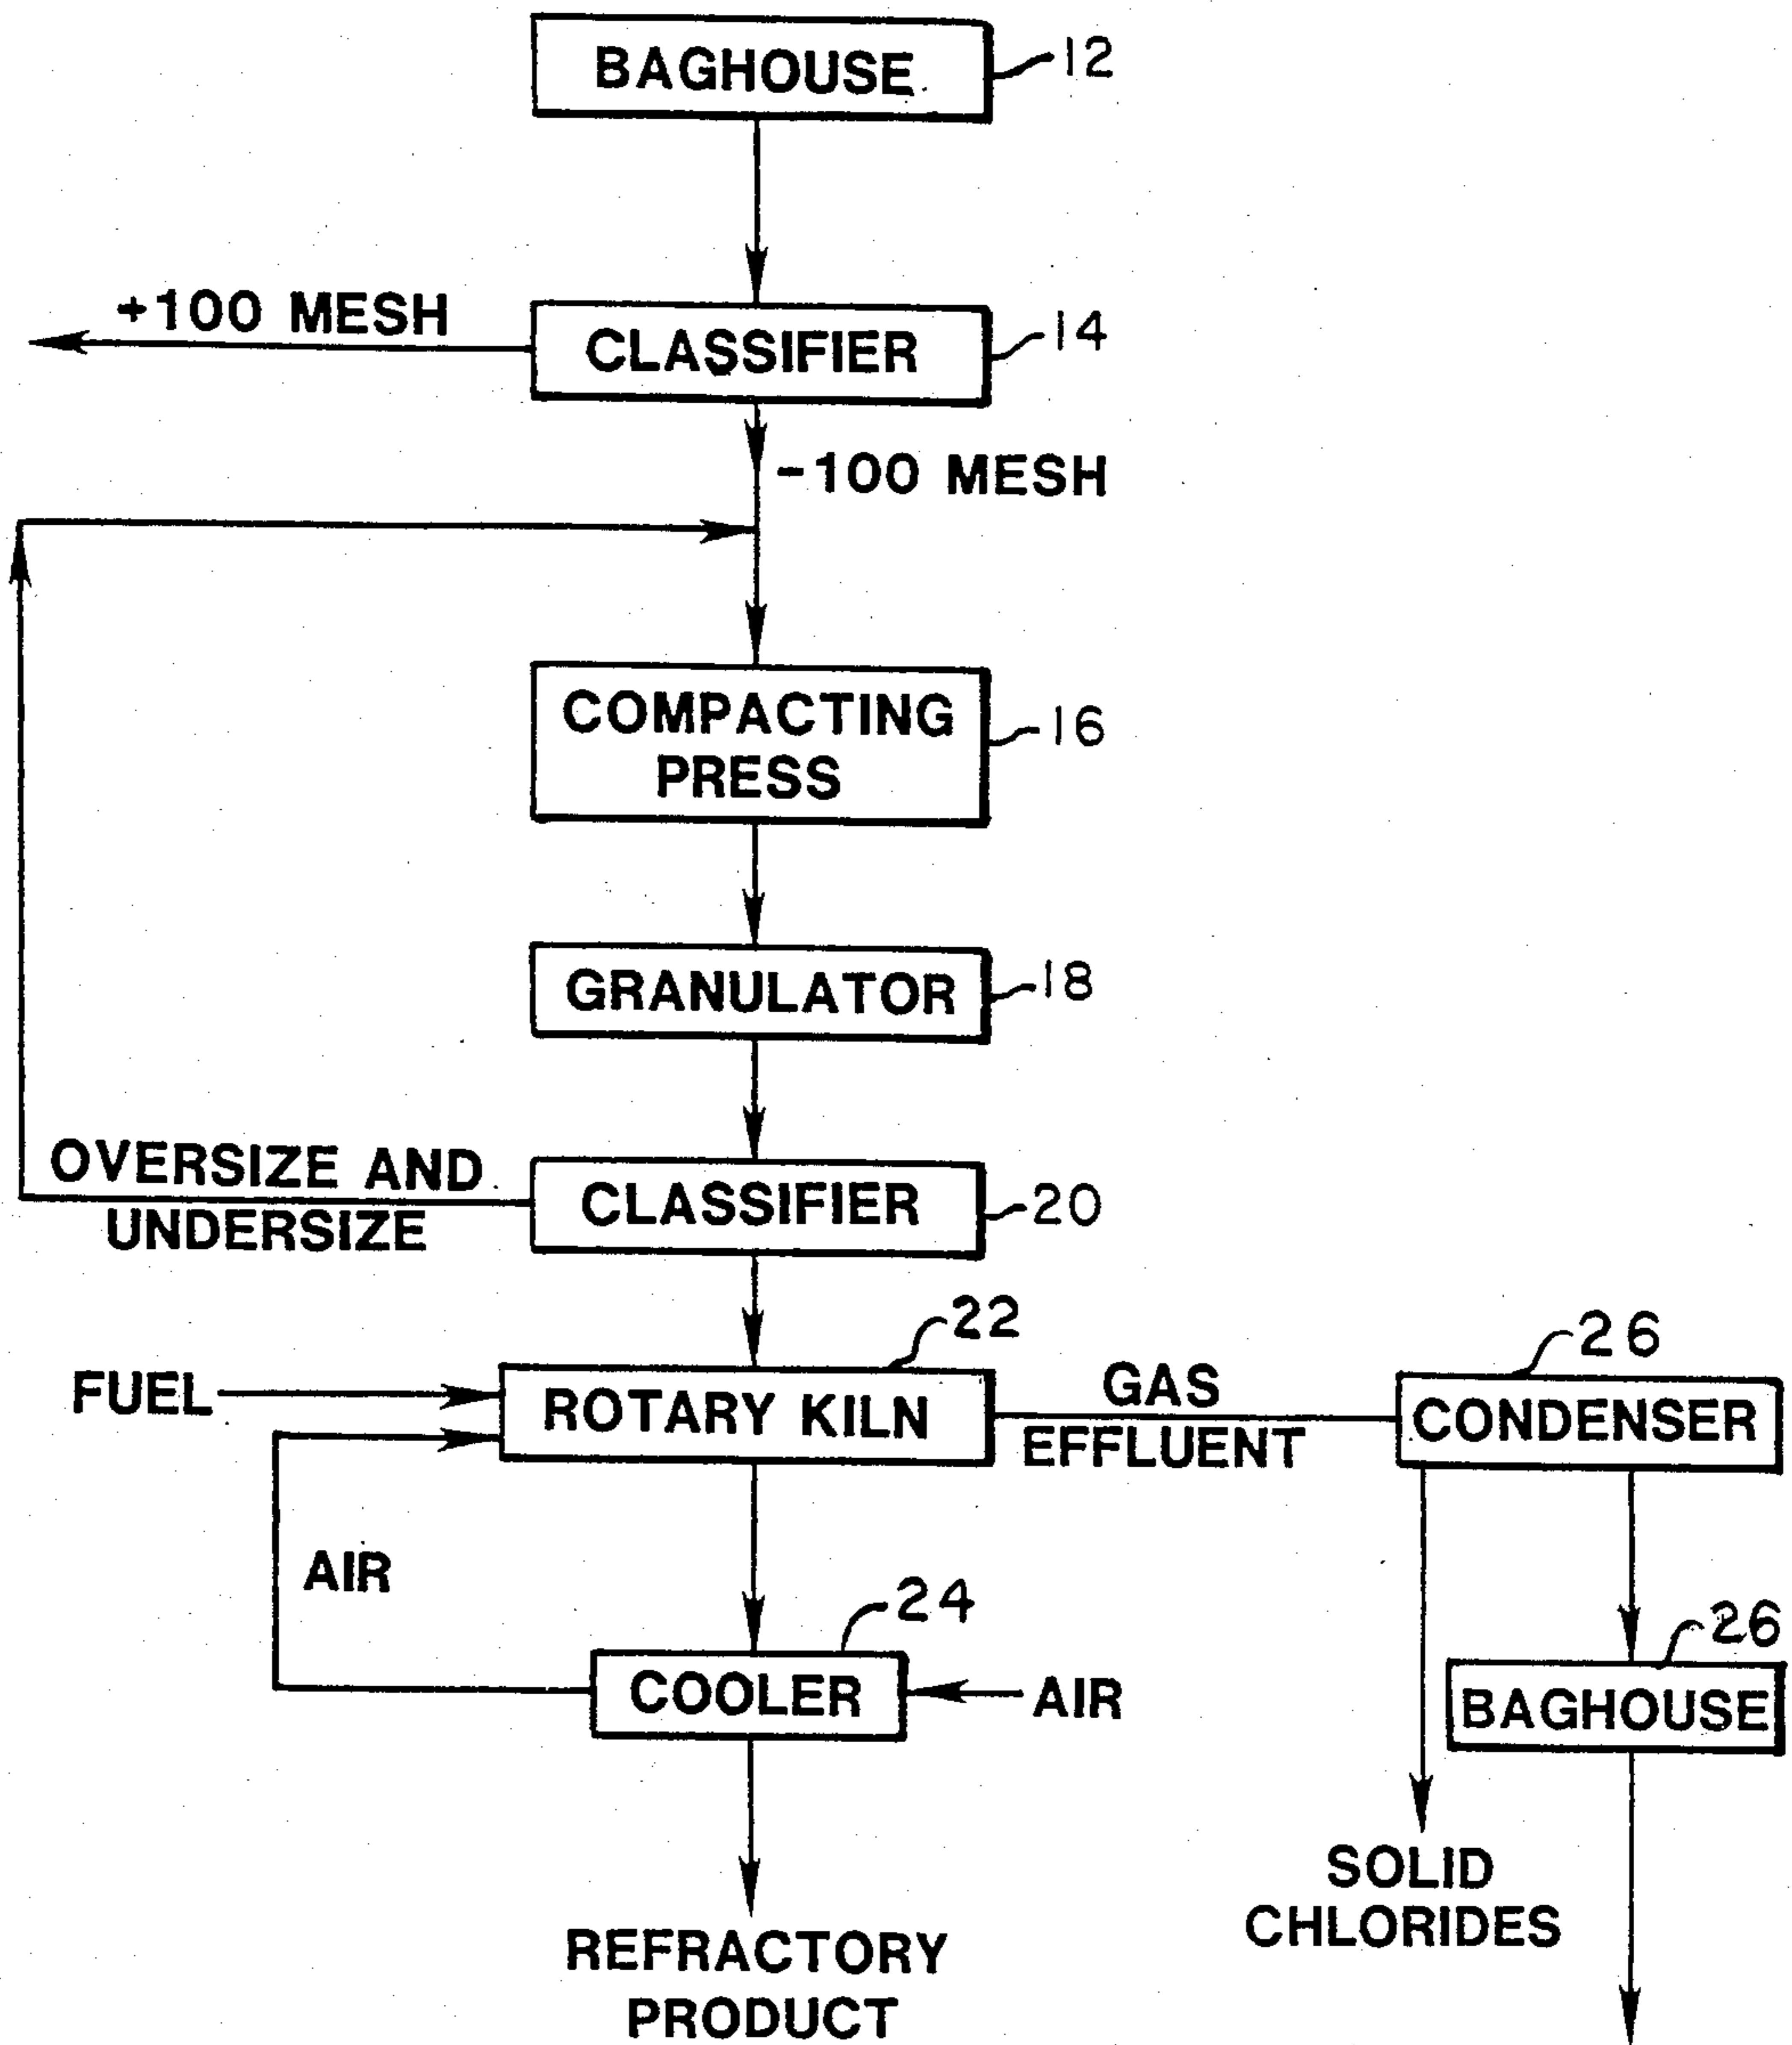 BAGHOUSE
12
+100 MESH
CLASSIFIER
14
-100 MESH
COMPACTING
PRESS
16
GRANULATOR
18
OVERSIZE AND
UNDERSIZE
CLASSIFIER
20
22
FUEL
ROTARY KILN
GAS
EFFLUENT
26
CONDENSER
AIR
24
COOLER
AIR
26
BAGHOUSE
SOLID
CHLORIDES
REFRACTORY
PRODUCT